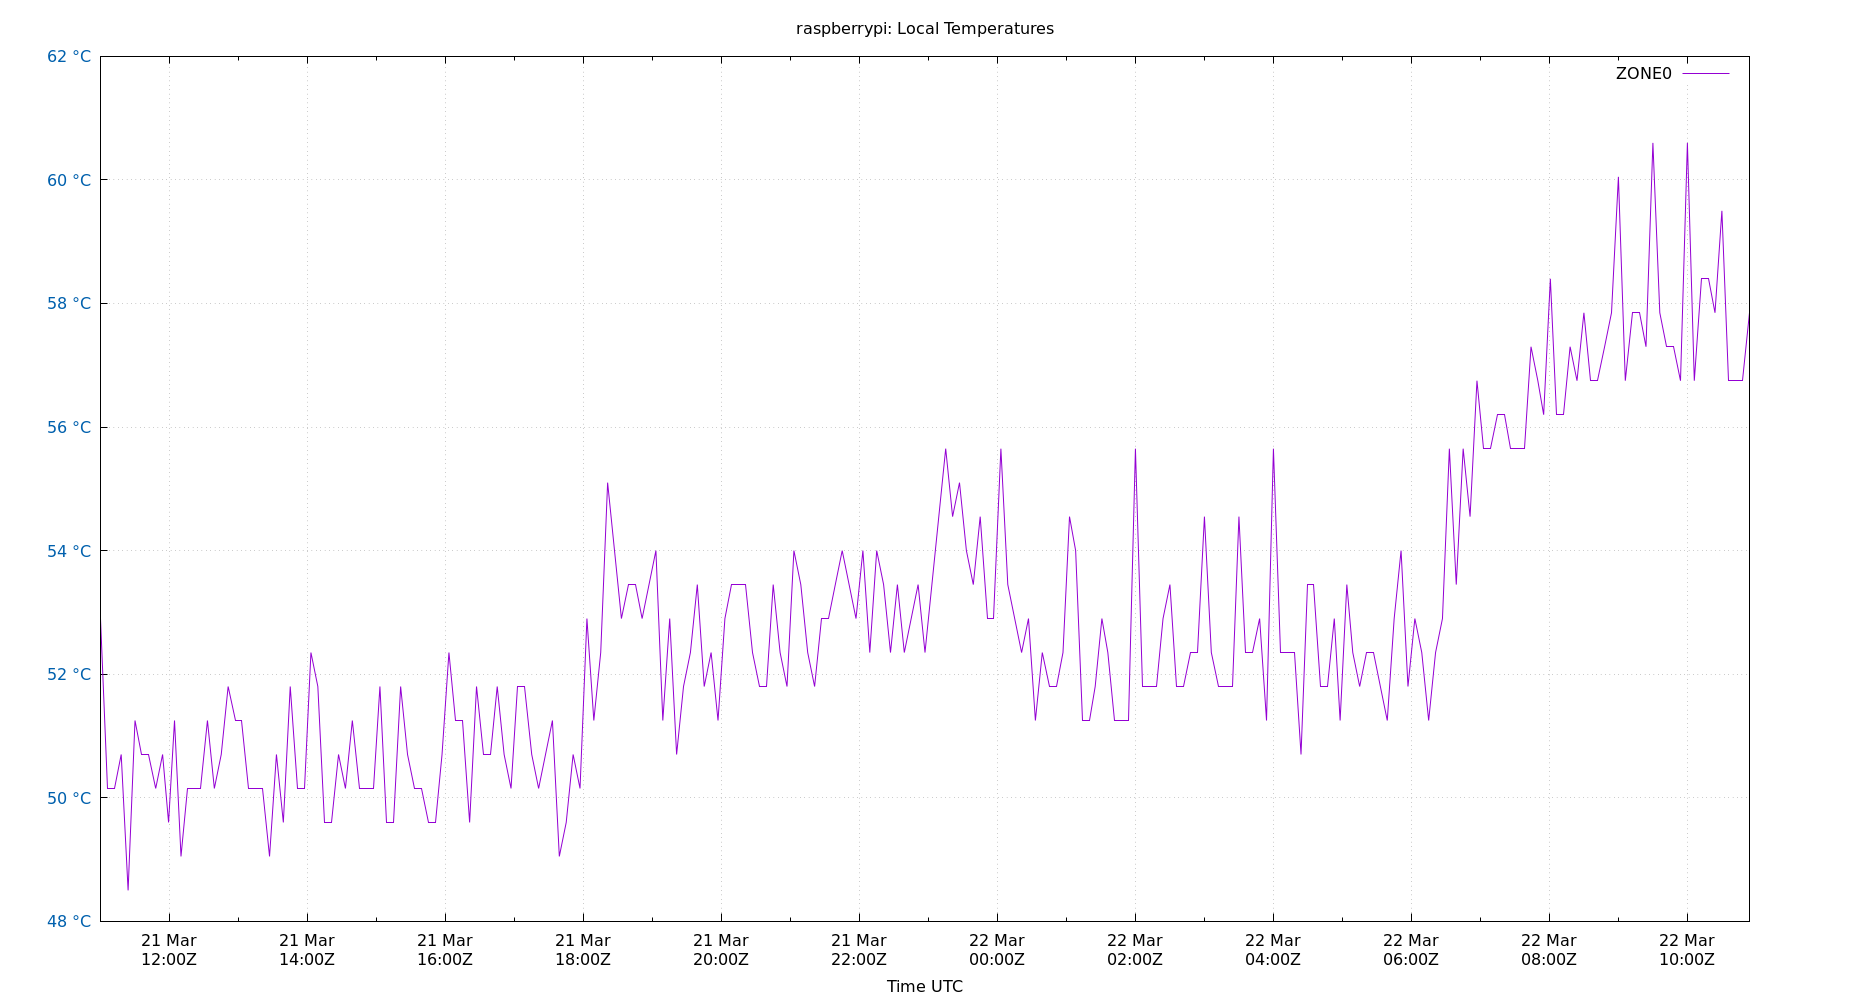 raspberrypi: Local Temperatures
62 °C
ZONE0
60 °C
58 °C
56 °C
54 °C
52 °C
50 °C
48 °C
21 Mar 21 Mar 21 Mar 21 Mar 21 Mar 21 Mar 22 Mar 22 Mar 22 Mar 22 Mar 22 Mar 22 Mar
12:00Z 14:00Z 16:00Z 18:00Z 20:00Z 22:00Z 00:00Z 02:00Z 04:00Z 06:00Z 08:00Z 10:00Z
Time UTC